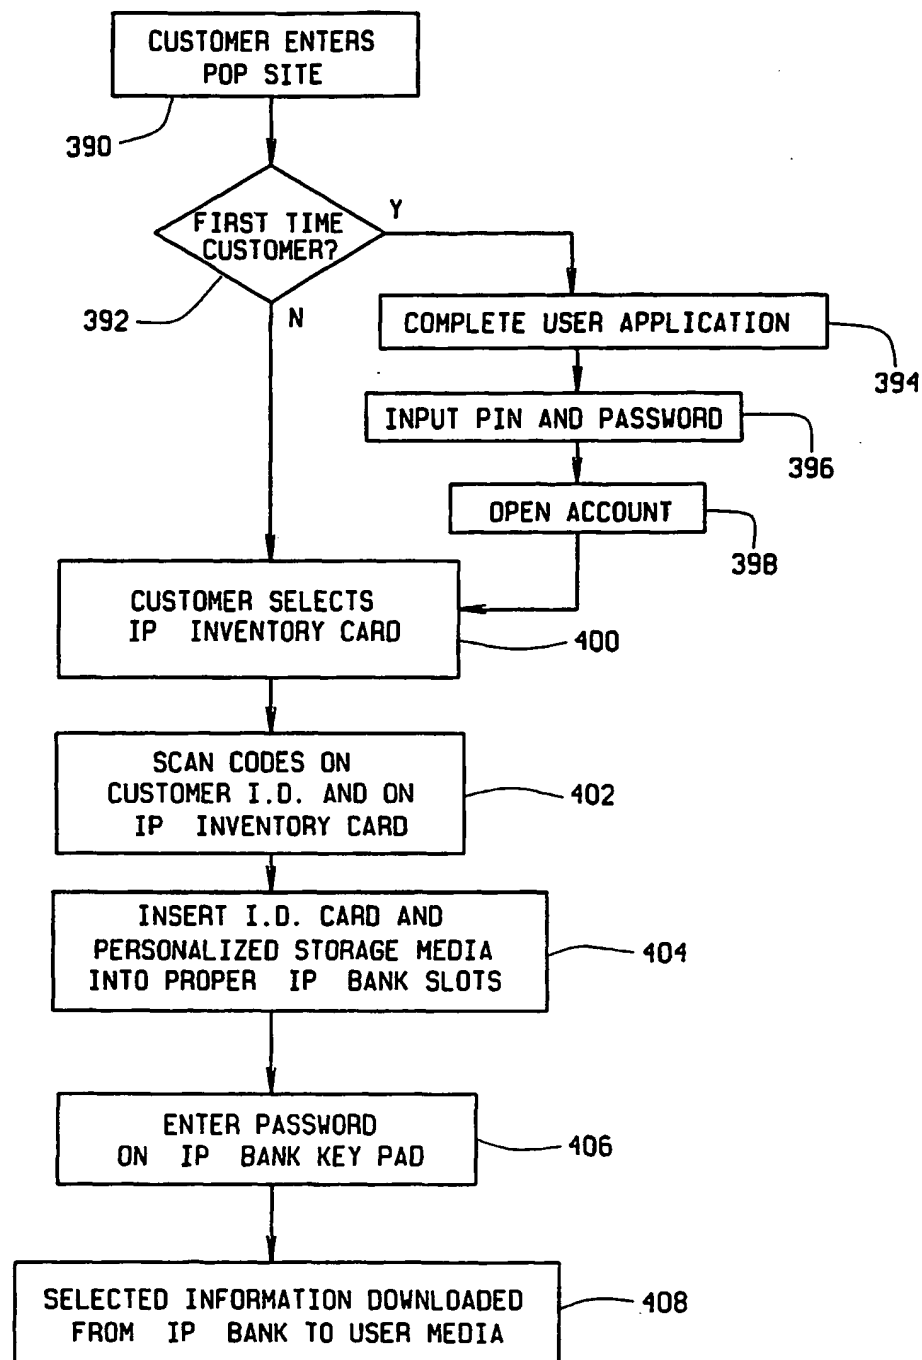 CUSTOMER ENTERS
POP SITE
390
FIRST TIME
CUSTOMER?
Y
392
N
COMPLETE USER APPLICATION
394
INPUT PIN AND PASSWORD
396
OPEN ACCOUNT
398
CUSTOMER SELECTS
IP INVENTORY CARD
400
SCAN CODES ON
CUSTOMER I.D. AND ON
IP INVENTORY CARD
402
INSERT I.D. CARD AND
PERSONALIZED STORAGE MEDIA
INTO PROPER IP BANK SLOTS
404
ENTER PASSWORD
ON IP BANK KEY PAD
406
SELECTED INFORMATION DOWNLOADED
FROM IP BANK TO USER MEDIA
408